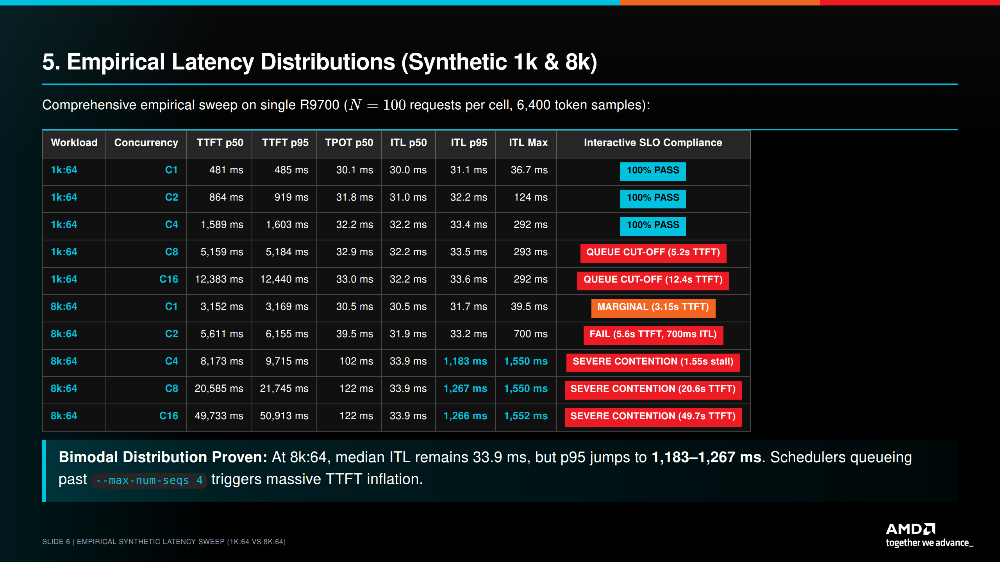 5. Empirical Latency Distributions (Synthetic 1k & 8k)
Comprehensive empirical sweep on single R9700 (N = 100 requests per cell, 6,400 token samples):
Workload Concurrency TTFT p50 TTFT p95 TPOT p50 ITL p50 ITL p95 ITL Max Interactive SLO Compliance
1k:64 C1 481 ms 485 ms 30.1 ms 30.0 ms 31.1 ms 36.7 ms 100% PASS
1k:64 C2 864 ms 919 ms 31.8 ms 31.0 ms 32.2 ms 124 ms 100% PASS
1k:64 C4 1,589 ms 1,603 ms 32.2 ms 32.2 ms 33.4 ms 292 ms 100% PASS
1k:64 C8 5,159 ms 5,184 ms 32.9 ms 32.2 ms 33.5 ms 293 ms QUEUE CUT-OFF (5.2s TTFT)
1k:64 C16 12,383 ms 12,440 ms 33.0 ms 32.2 ms 33.6 ms 292 ms QUEUE CUT-OFF (12.4s TTFT)
8k:64 C1 3,152 ms 3,169 ms 30.5 ms 30.5 ms 31.7 ms 39.5 ms MARGINAL (3.15s TTFT)
8k:64 C2 5,611 ms 6,155 ms 39.5 ms 31.9 ms 33.2 ms 700 ms FAIL (5.6s TTFT, 700ms ITL)
8k:64 C4 8,173 ms 9,715 ms 102 ms 33.9 ms 1,183 ms 1,550 ms SEVERE CONTENTION (1.55s stall)
8k:64 C8 20,585 ms 21,745 ms 122 ms 33.9 ms 1,267 ms 1,550 ms SEVERE CONTENTION (20.6s TTFT)
8k:64 C16 49,733 ms 50,913 ms 122 ms 33.9 ms 1,266 ms 1,552 ms SEVERE CONTENTION (49.7s TTFT)
Bimodal Distribution Proven: At 8k:64, median ITL remains 33.9 ms, but p95 jumps to 1,183–1,267 ms. Schedulers queueing
past --max-num-seqs 4 triggers massive TTFT inflation.
SLIDE 6 | EMPIRICAL SYNTHETIC LATENCY SWEEP (1K:64 VS 8K:64)
AMD
together we advance_